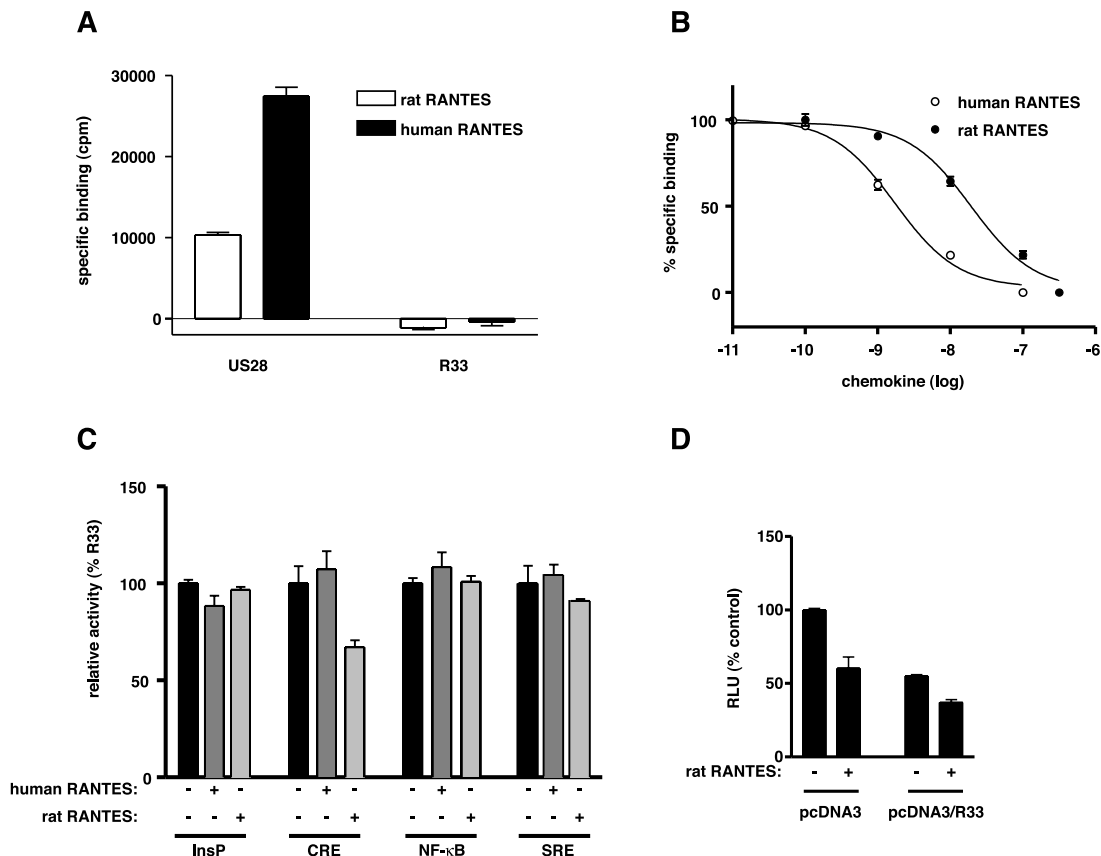 A
30000
20000
10000
0
specific binding (cpm)
rat RANTES
human RANTES
US28
R33
B
100
50
0
% specific binding
human RANTES
rat RANTES
-11
-10
-9
-8
-7
-6
chemokine (log)
C
150
100
50
0
relative activity (% R33)
human RANTES: - + - - + - - + - - + -
rat RANTES: - - + - - + - - + - - +
InsP CRE NF-κB SRE
D
150
100
50
0
RLU (% control)
rat RANTES: - + - +
pcDNA3 pcDNA3/R33